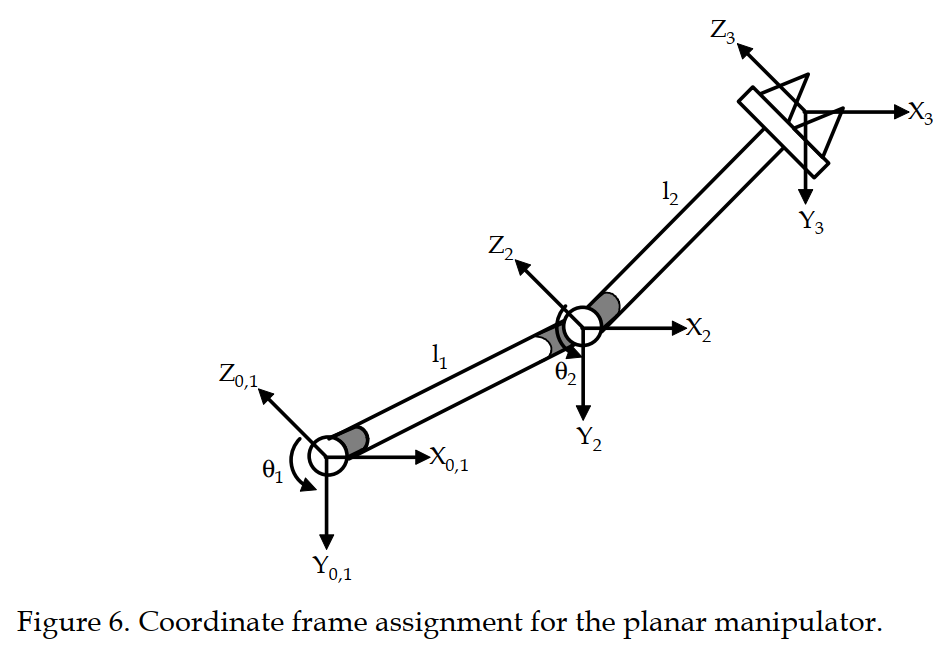 Z₃
X₃
l₂
Y₃
Z₂
X₂
l₁
θ₂
Z₀,₁
Y₂
X₀,₁
θ₁
Y₀,₁
Figure 6. Coordinate frame assignment for the planar manipulator.